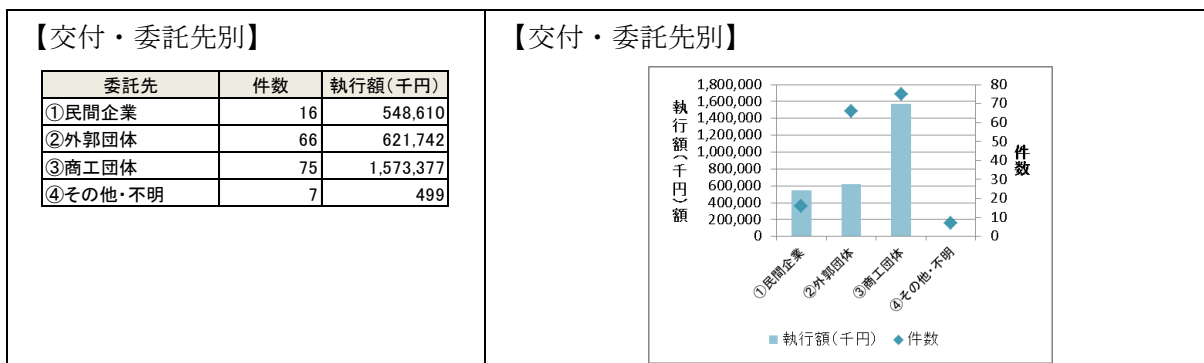 【交付・委託先別】
委託先 件数 執行額(千円)
①民間企業 16 548,610
②外郭団体 66 621,742
③商工団体 75 1,573,377
④その他・不明 7 499
【交付・委託先別】
執行額(千円)額
1,800,000
1,600,000
1,400,000
1,200,000
1,000,000
800,000
600,000
400,000
200,000
0
80
70
60
50
40
30
20
10
0
件数
①民間企業
②外郭団体
③商工団体
④その他・不明
執行額(千円) 件数